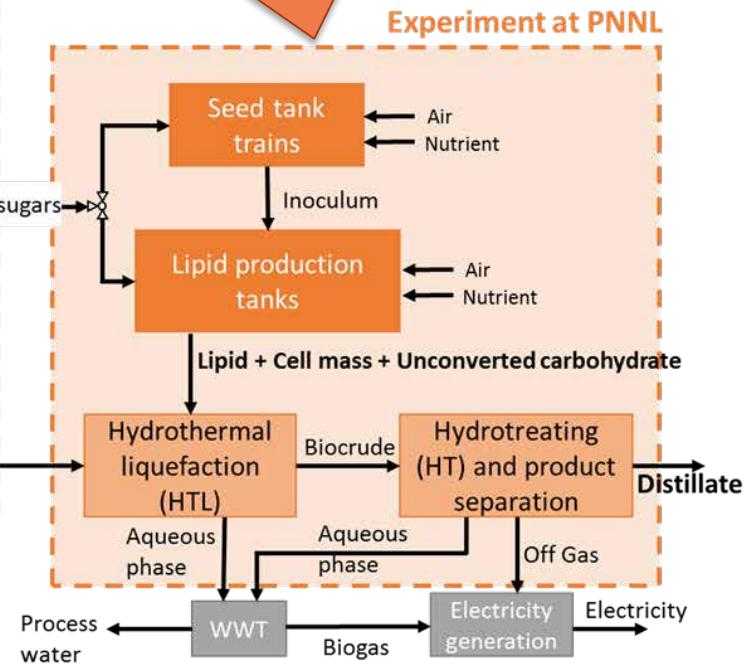 Experiment at PNNL
Seed tank
trains
Air
Nutrient
sugars
Inoculum
Lipid production
tanks
Air
Nutrient
Lipid + Cell mass + Unconverted carbohydrate
Hydrothermal
liquefaction
(HTL)
Biocrude
Hydrotreating
(HT) and product
separation
Distillate
Aqueous
phase
Aqueous
phase
Off Gas
Process
water
WWT
Biogas
Electricity
generation
Electricity